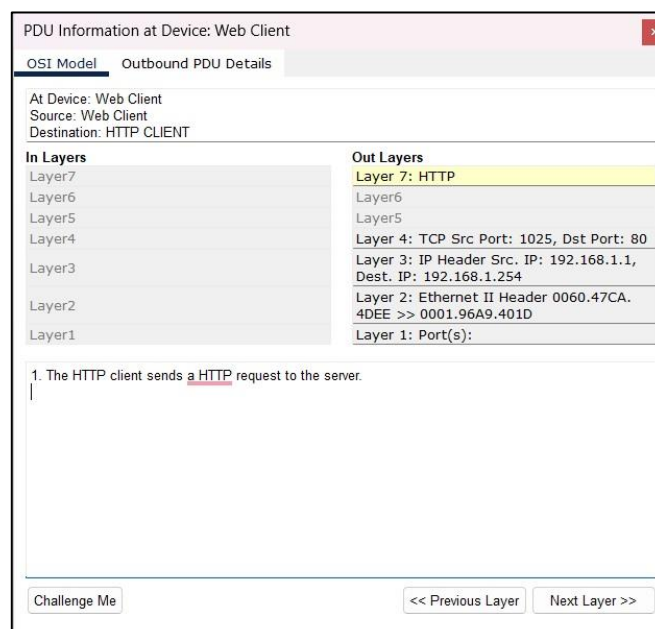 PDU Information at Device: Web Client
OSI Model Outbound PDU Details
At Device: Web Client
Source: Web Client
Destination: HTTP CLIENT
In Layers
Layer7
Layer6
Layer5
Layer4
Layer3
Layer2
Layer1
Out Layers
Layer 7: HTTP
Layer6
Layer5
Layer 4: TCP Src Port: 1025, Dst Port: 80
Layer 3: IP Header Src. IP: 192.168.1.1,
Dest. IP: 192.168.1.254
Layer 2: Ethernet II Header 0060.47CA.
4DEE >> 0001.96A9.401D
Layer 1: Port(s):
1. The HTTP client sends a HTTP request to the server.
Challenge Me
<< Previous Layer
Next Layer >>